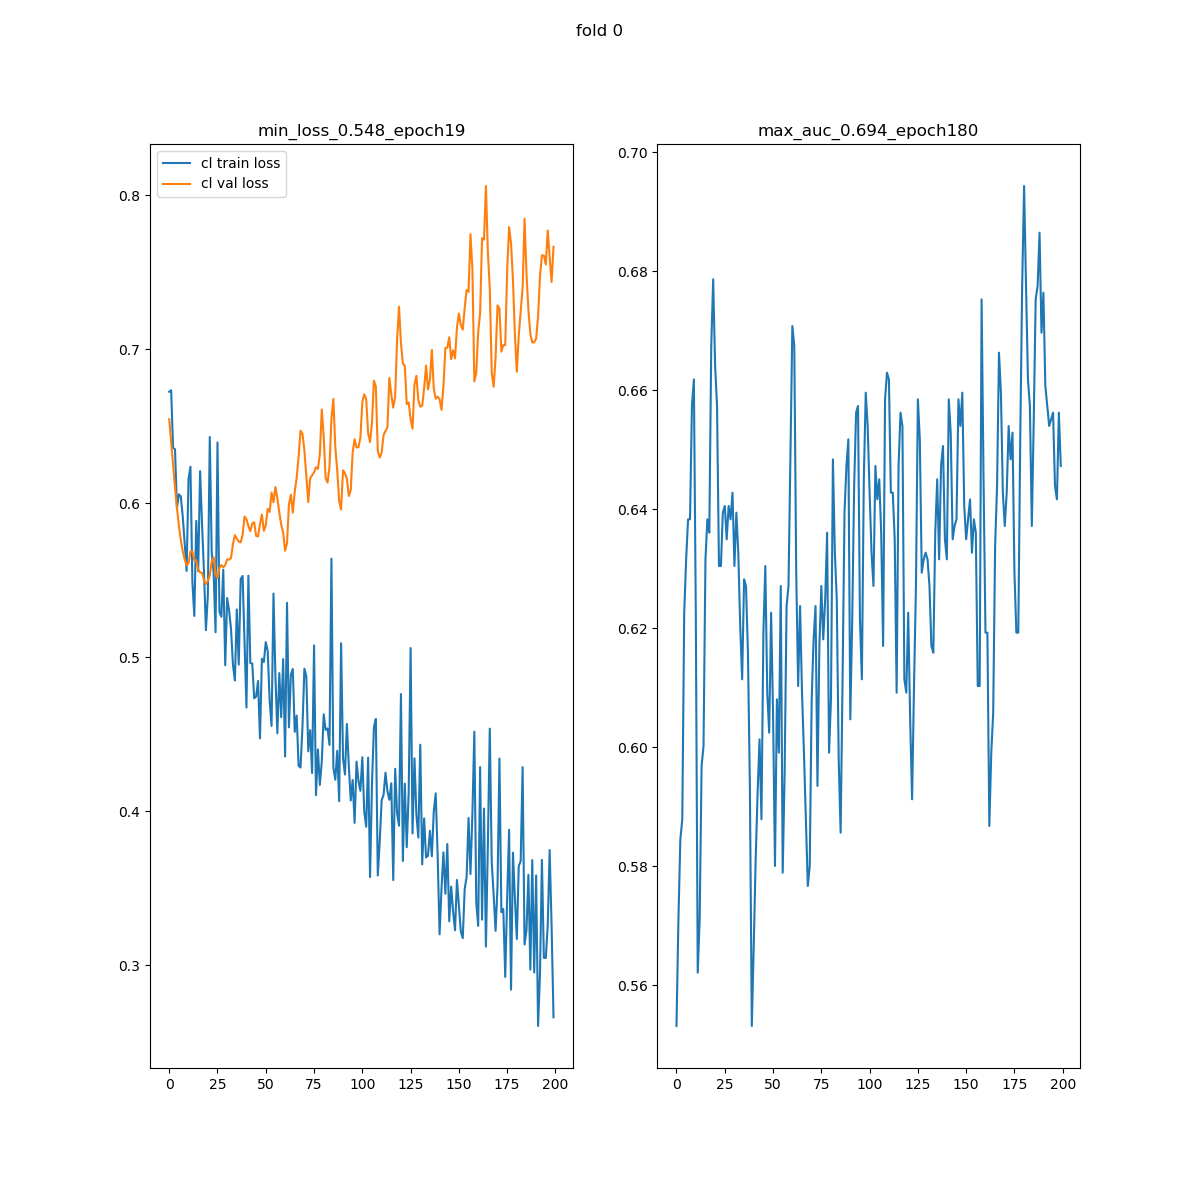 fold 0
min_loss_0.548_epoch19
cl train loss
cl val loss
0.8
0.7
0.6
0.5
0.4
0.3
0 25 50 75 100 125 150 175 200
max_auc_0.694_epoch180
0.70
0.68
0.66
0.64
0.62
0.60
0.58
0.56
0 25 50 75 100 125 150 175 200